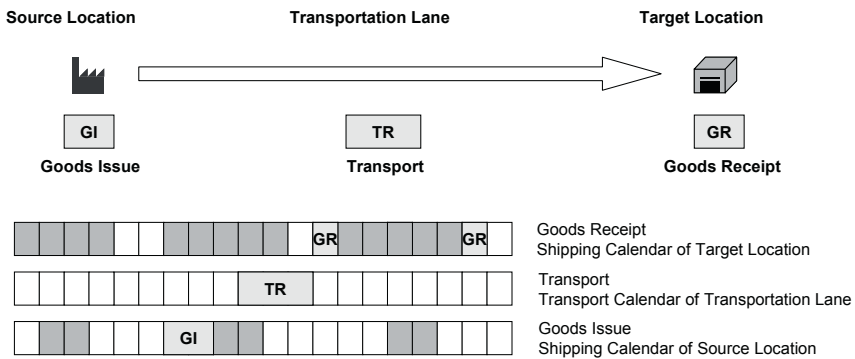 Source Location
Transportation Lane
Target Location
GI
TR
GR
Goods Issue
Transport
Goods Receipt
GR
GR
Goods Receipt
Shipping Calendar of Target Location
TR
Transport
Transport Calendar of Transportation Lane
GI
Goods Issue
Shipping Calendar of Source Location